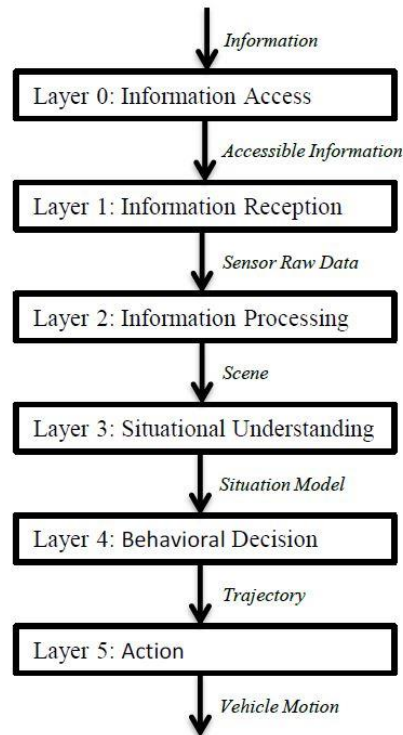 Information
Layer 0: Information Access
Accessible Information
Layer 1: Information Reception
Sensor Raw Data
Layer 2: Information Processing
Scene
Layer 3: Situational Understanding
Situation Model
Layer 4: Behavioral Decision
Trajectory
Layer 5: Action
Vehicle Motion